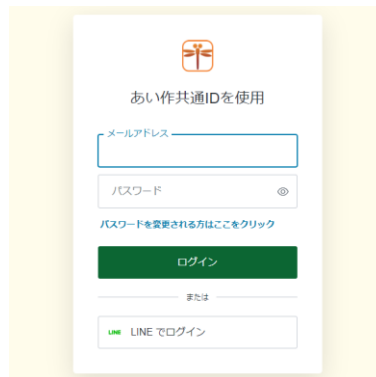 あい作共通IDを使用
メールアドレス
パスワード
パスワードを変更される方はここをクリック
ログイン
または
LINE LINE でログイン